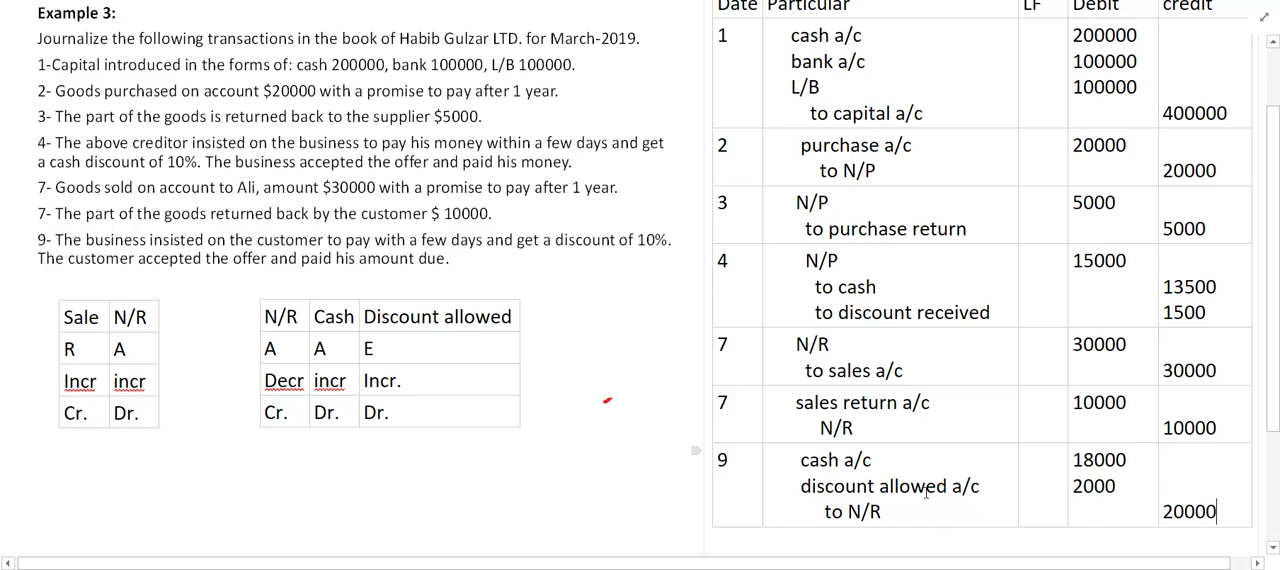 Example 3:
Journalize the following transactions in the book of Habib Gulzar LTD. for March-2019.
1-Capital introduced in the forms of: cash 200000, bank 100000, L/B 100000.
2- Goods purchased on account $20000 with a promise to pay after 1 year.
3- The part of the goods is returned back to the supplier $5000.
4- The above creditor insisted on the business to pay his money within a few days and get
a cash discount of 10%. The business accepted the offer and paid his money.
7- Goods sold on account to Ali, amount $30000 with a promise to pay after 1 year.
7- The part of the goods returned back by the customer $ 10000.
9- The business insisted on the customer to pay with a few days and get a discount of 10%.
The customer accepted the offer and paid his amount due.
Sale N/R
R A
Incr incr
Cr. Dr.
N/R Cash Discount allowed
A A E
Decr incr Incr.
Cr. Dr. Dr.
Date Particular LF Debit credit
1 cash a/c 200000
bank a/c 100000
L/B 100000
to capital a/c 400000
2 purchase a/c 20000
to N/P 20000
3 N/P 5000
to purchase return 5000
4 N/P 15000
to cash 13500
to discount received 1500
7 N/R 30000
to sales a/c 30000
7 sales return a/c 10000
N/R 10000
9 cash a/c 18000
discount allowed a/c 2000
to N/R 20000